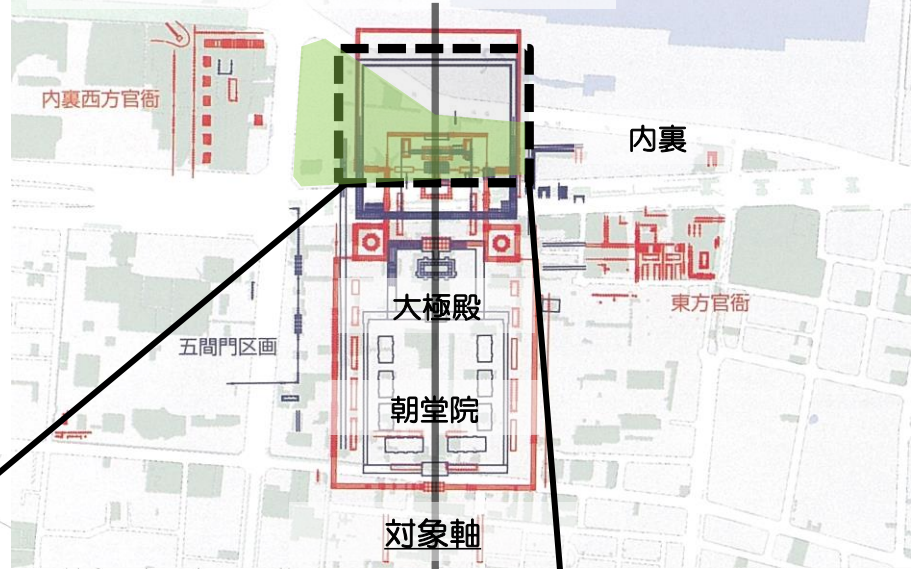 内裏西方官衙
内裏
大極殿
東方官衙
五間門区画
朝堂院
対象軸